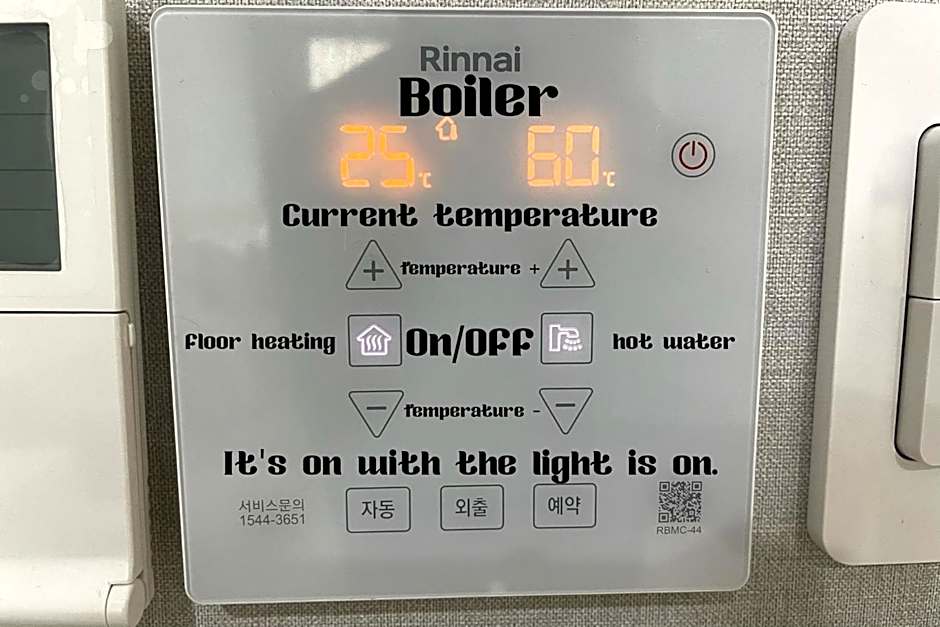 Rinnai
Boiler
25°C 60°C
Current temperature
+ Temperature + +
floor heating On/Off hot water
- Temperature - -
It's on with the light is on.
서비스문의 자동 외출 예약
1544-3651
RBMC-44